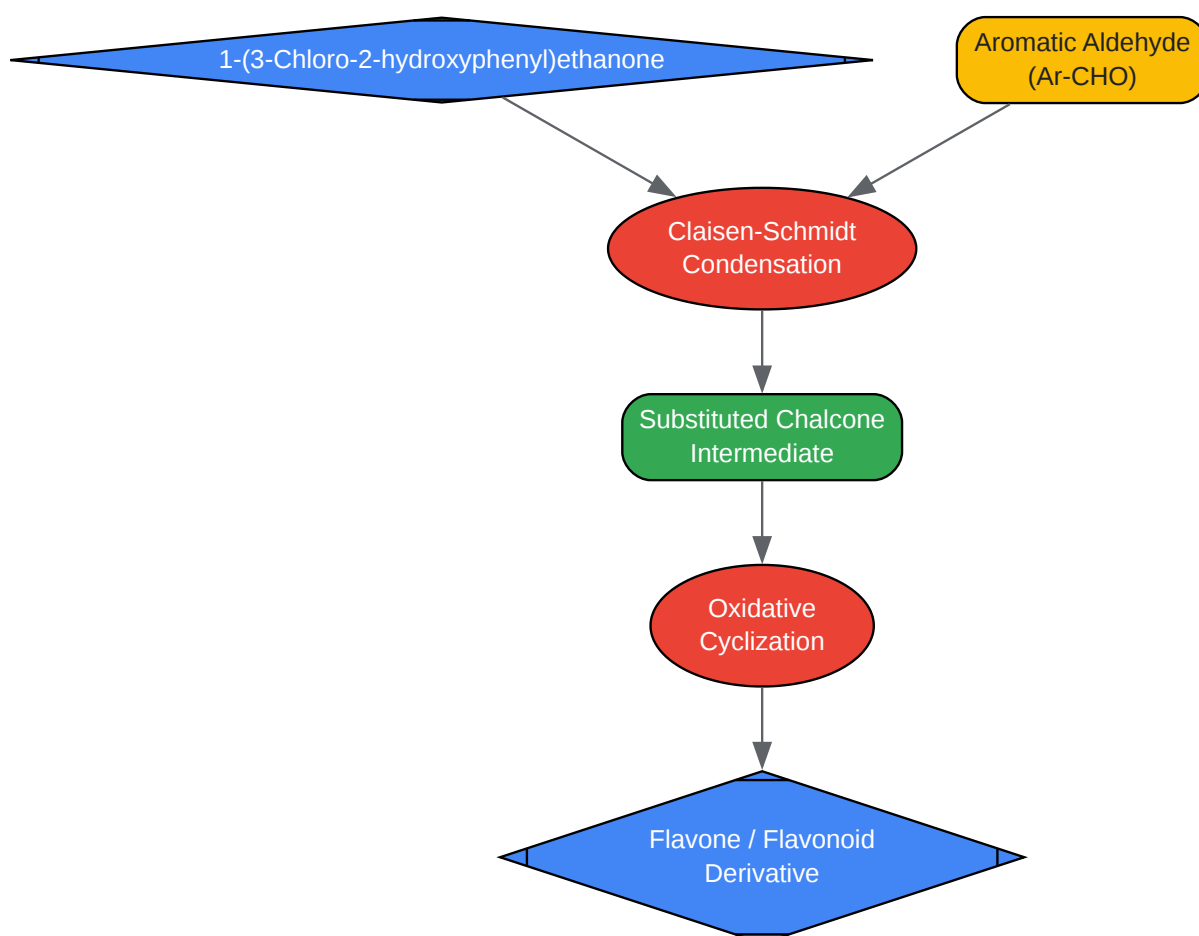 1-(3-Chloro-2-hydroxyphenyl)ethanone
Aromatic Aldehyde
(Ar-CHO)
Claisen-Schmidt
Condensation
Substituted Chalcone
Intermediate
Oxidative
Cyclization
Flavone / Flavonoid
Derivative